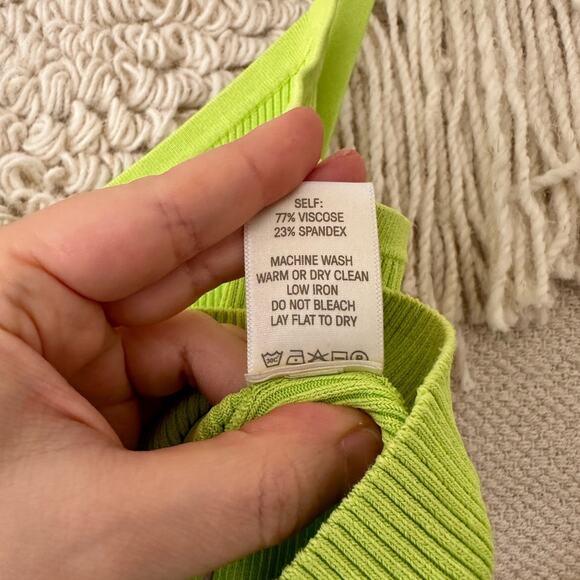 SELF:
77% VISCOSE
23% SPANDEX
MACHINE WASH
WARM OR DRY CLEAN
LOW IRON
DO NOT BLEACH
LAY FLAT TO DRY
30C